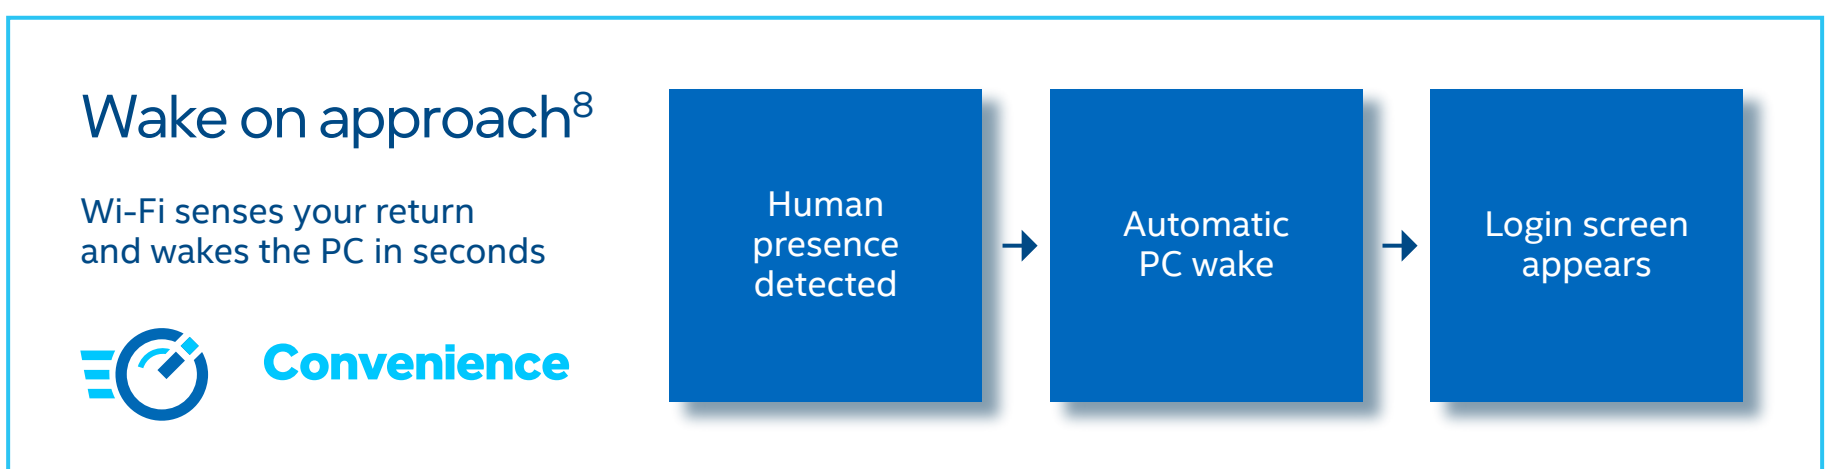 Wake on approach⁸
Wi-Fi senses your return
and wakes the PC in seconds
Convenience
Human
presence
detected
Automatic
PC wake
Login screen
appears